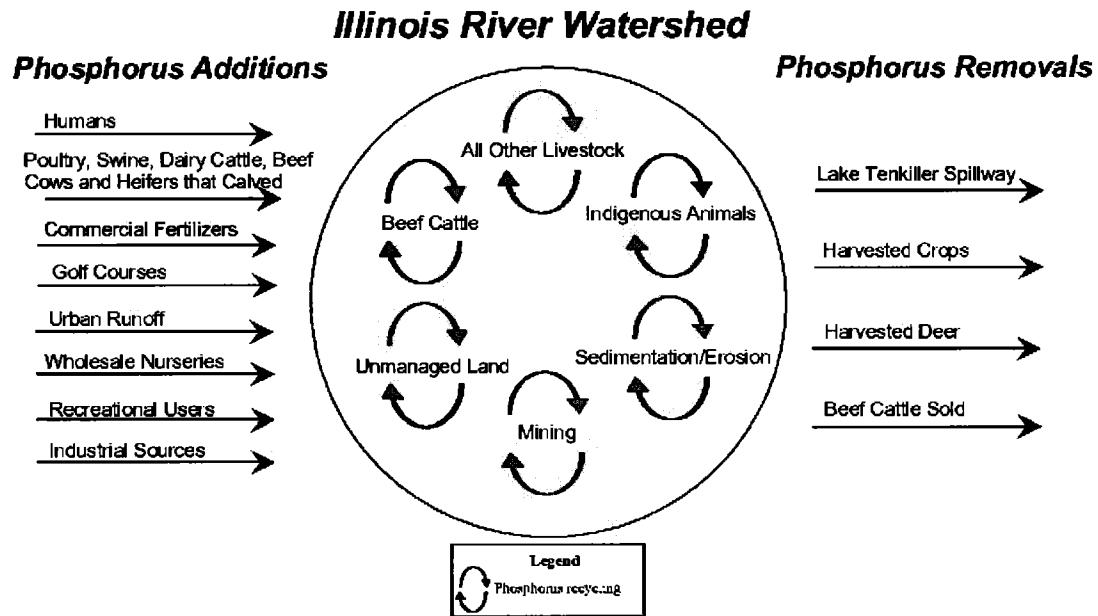 Illinois River Watershed
Phosphorus Additions
Humans
Poultry, Swine, Dairy Cattle, Beef
Cows and Heifers that Calved
Commercial Fertilizers
Golf Courses
Urban Runoff
Wholesale Nurseries
Recreational Users
Industrial Sources
All Other Livestock
Beef Cattle
Indigenous Animals
Unmanaged Land
Sedimentation/Erosion
Mining
Phosphorus Removals
Lake Tenkiller Spillway
Harvested Crops
Harvested Deer
Beef Cattle Sold
Legend
Phosphorus recycling